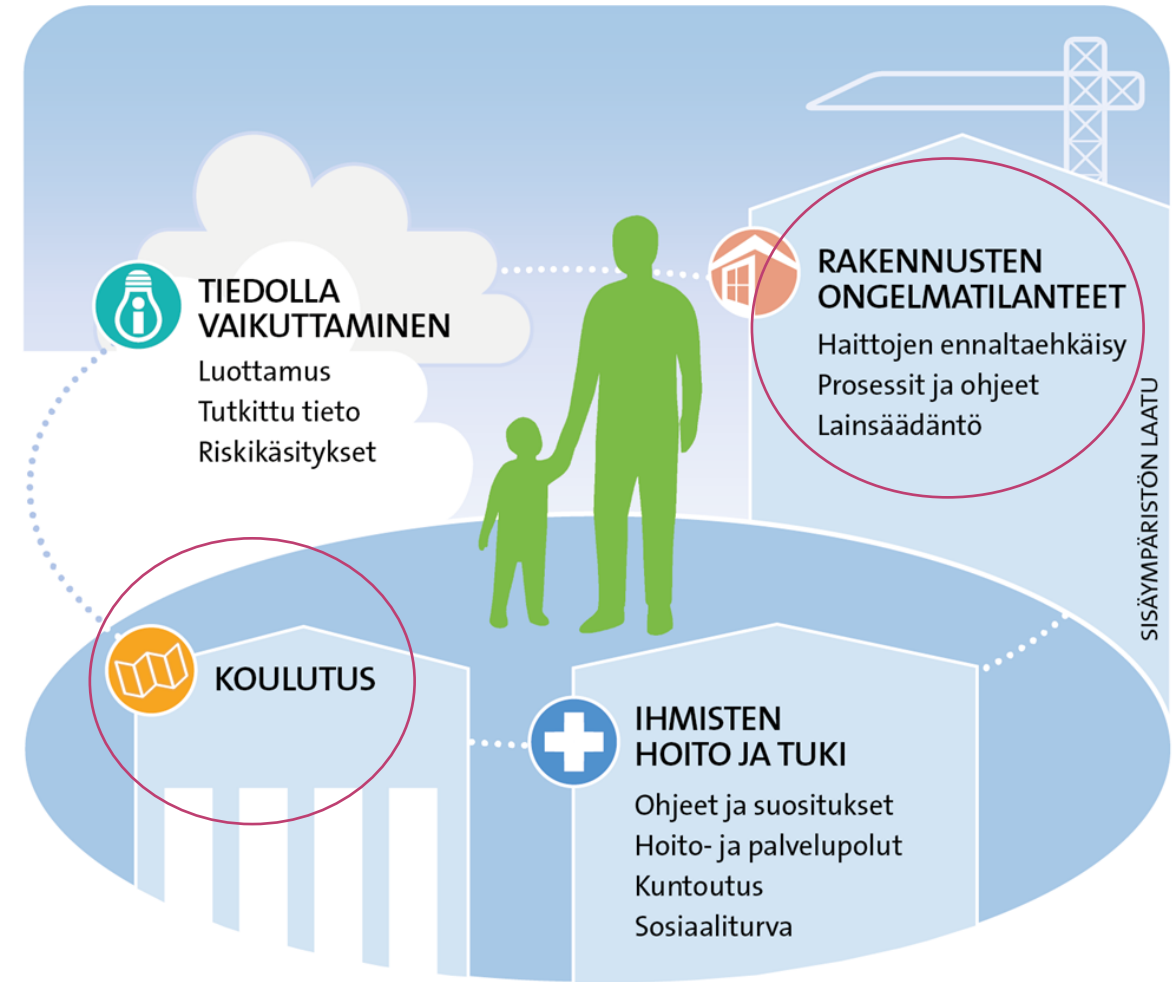 TIEDOLLA
VAIKUTTAMINEN
Luottamus
Tutkittu tieto
Riskikäsitykset
RAKENNUSTEN
ONGELMATILANTEET
Haittojen ennaltaehkäisy
Prosessit ja ohjeet
Lainsäädäntö
SISÄYMPÄRISTÖN LAATU
KOULUTUS
IHMISTEN
HOITO JA TUKI
Ohjeet ja suositukset
Hoito- ja palvelupolut
Kuntoutus
Sosiaaliturva